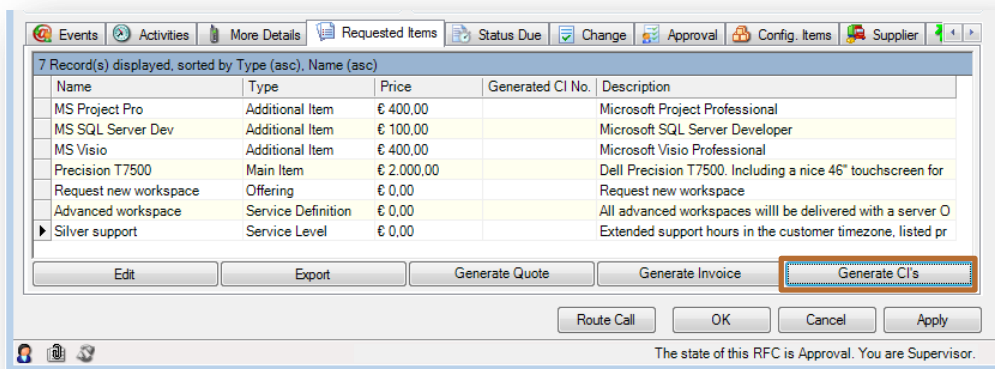 Events Activities More Details Requested Items Status Due Change Approval Config. Items Supplier
7 Record(s) displayed, sorted by Type (asc), Name (asc)
Name Type Price Generated CI No. Description
MS Project Pro Additional Item € 400,00 Microsoft Project Professional
MS SQL Server Dev Additional Item € 100,00 Microsoft SQL Server Developer
MS Visio Additional Item € 400,00 Microsoft Visio Professional
Precision T7500 Main Item € 2.000,00 Dell Precision T7500. Including a nice 46" touchscreen for
Request new workspace Offering € 0,00 Request new workspace
Advanced workspace Service Definition € 0,00 All advanced workspaces willl be delivered with a server O
Silver support Service Level € 0,00 Extended support hours in the customer timezone, listed pr
Edit Export Generate Quote Generate Invoice Generate CI's
Route Call OK Cancel Apply
The state of this RFC is Approval. You are Supervisor.